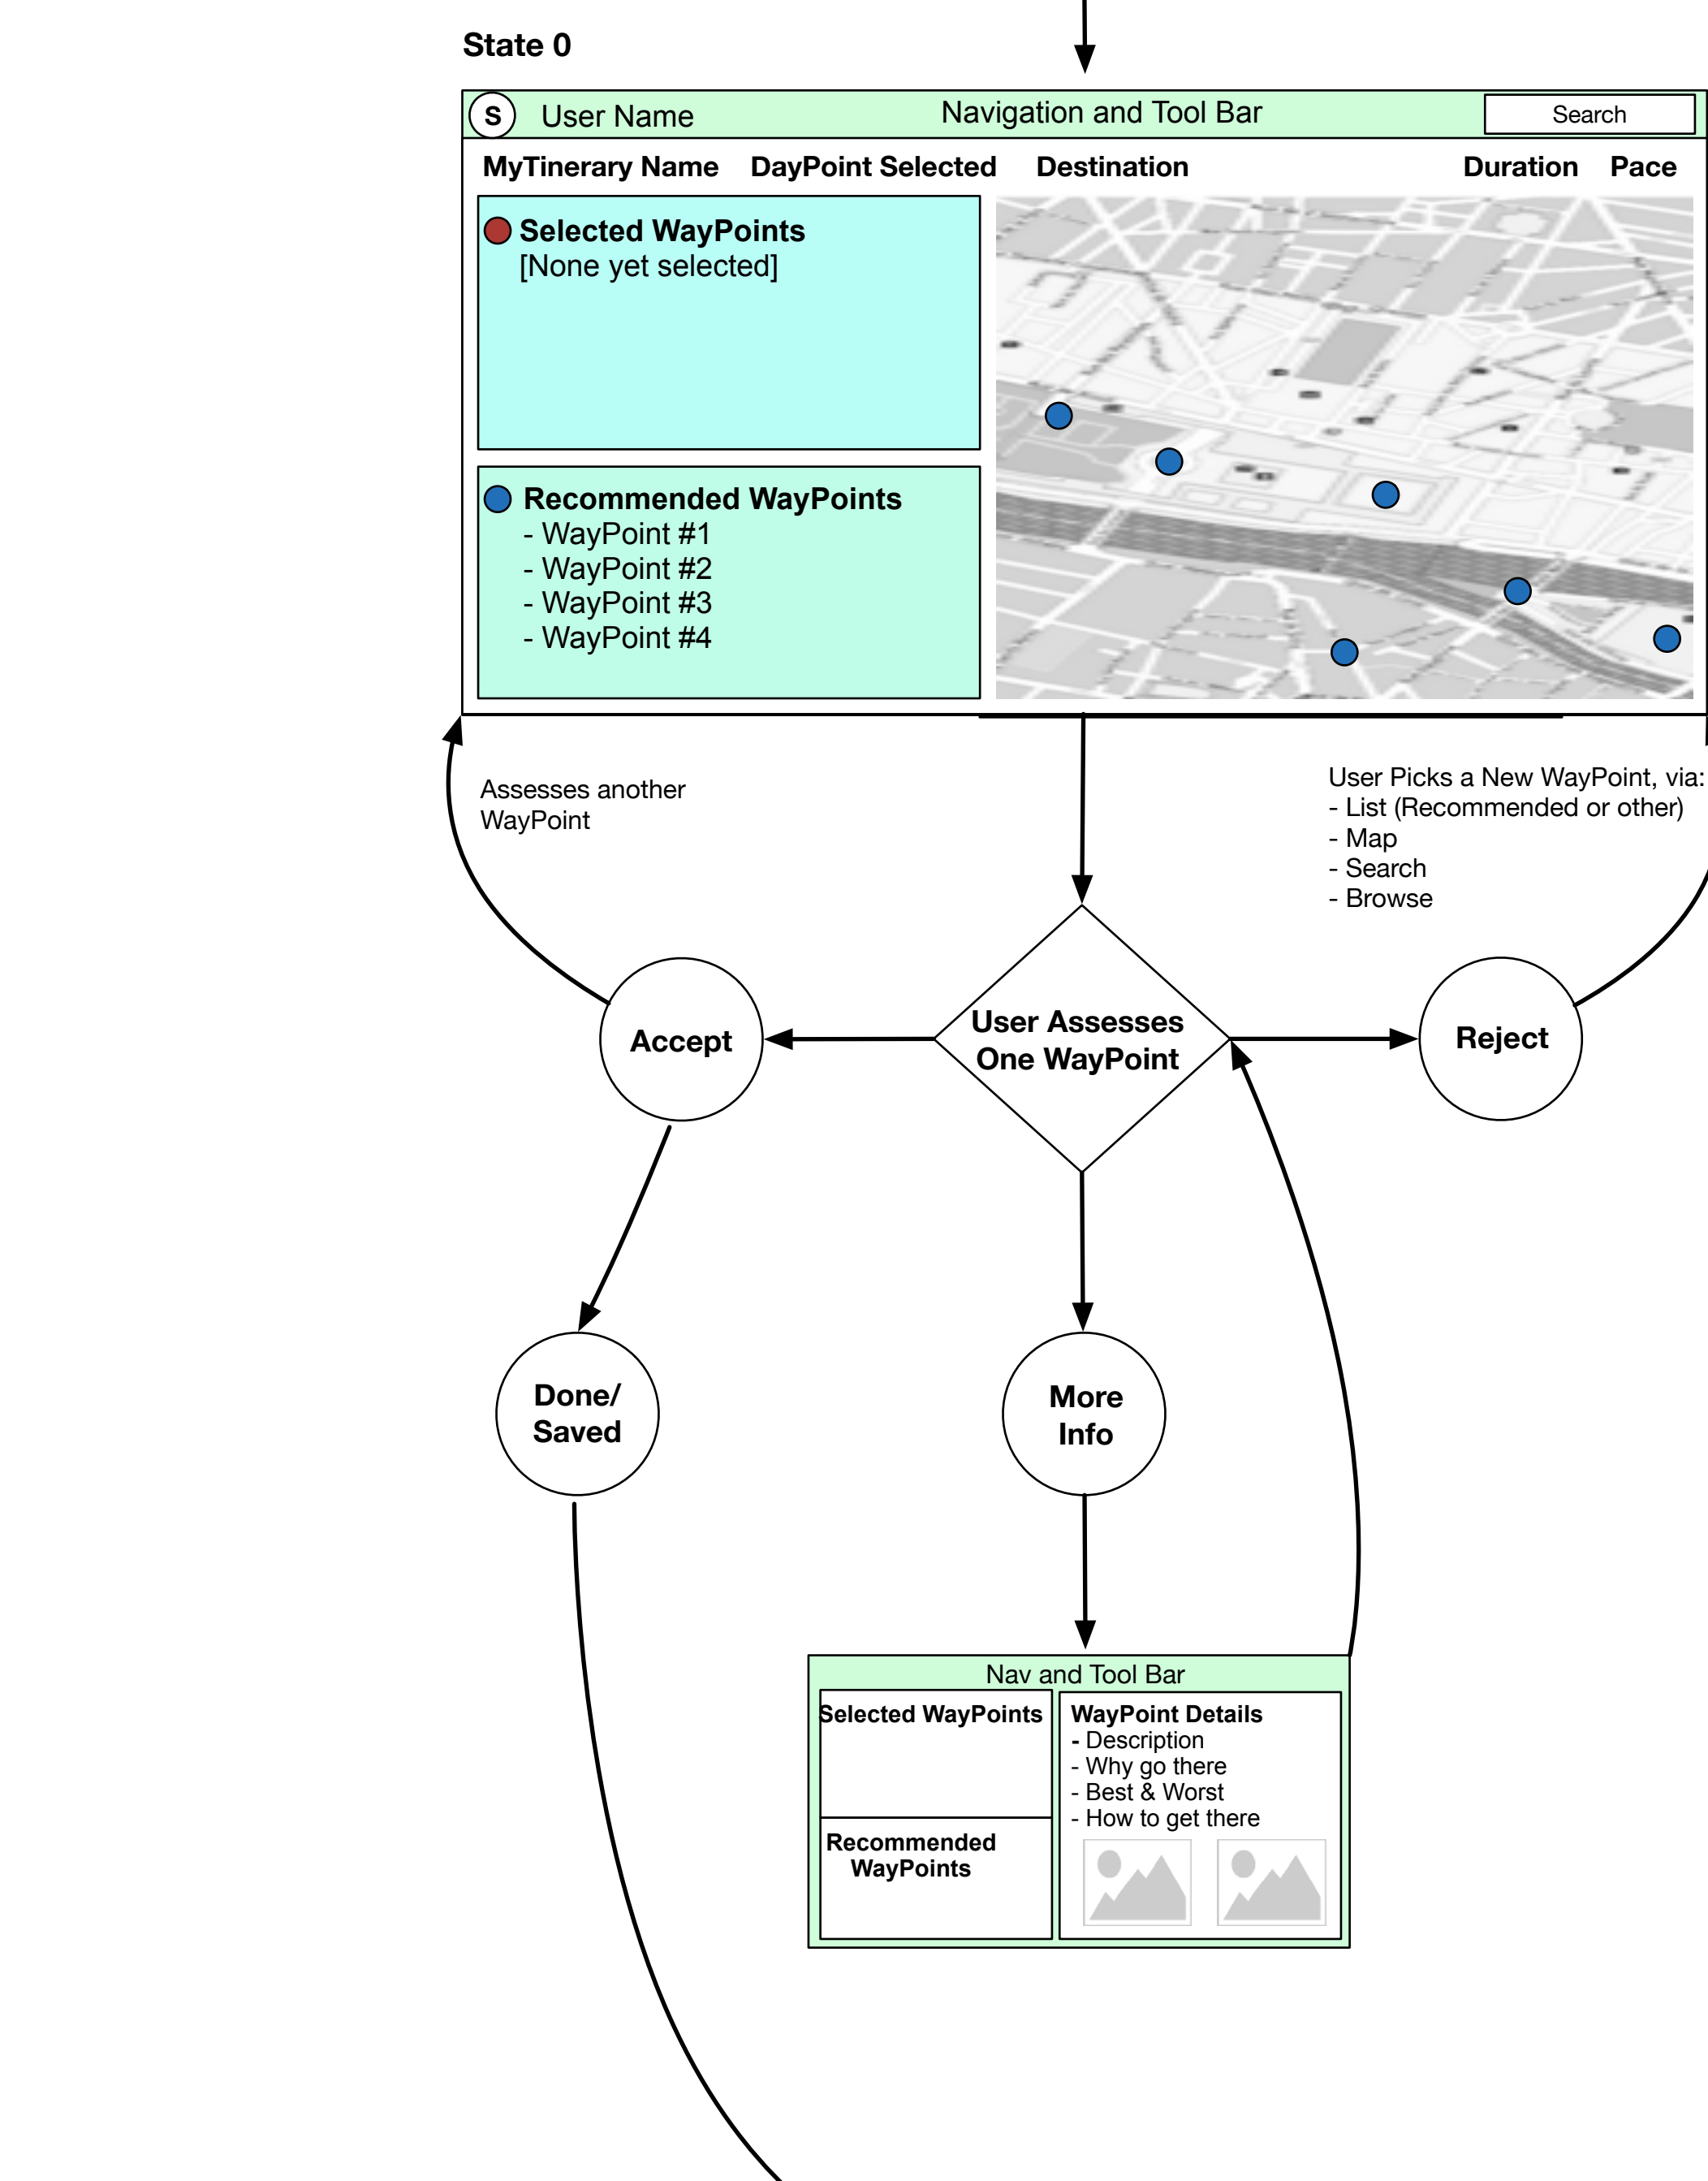 State 0
S User Name Navigation and Tool Bar Search
MyTinerary Name DayPoint Selected Destination Duration Pace
Selected WayPoints
[None yet selected]
Recommended WayPoints
- WayPoint #1
- WayPoint #2
- WayPoint #3
- WayPoint #4
Assesses another
WayPoint
User Picks a New WayPoint, via:
- List (Recommended or other)
- Map
- Search
- Browse
Accept
User Assesses
One WayPoint
Reject
Done/
Saved
More
Info
Nav and Tool Bar
Selected WayPoints
Recommended
WayPoints
WayPoint Details
- Description
- Why go there
- Best & Worst
- How to get there